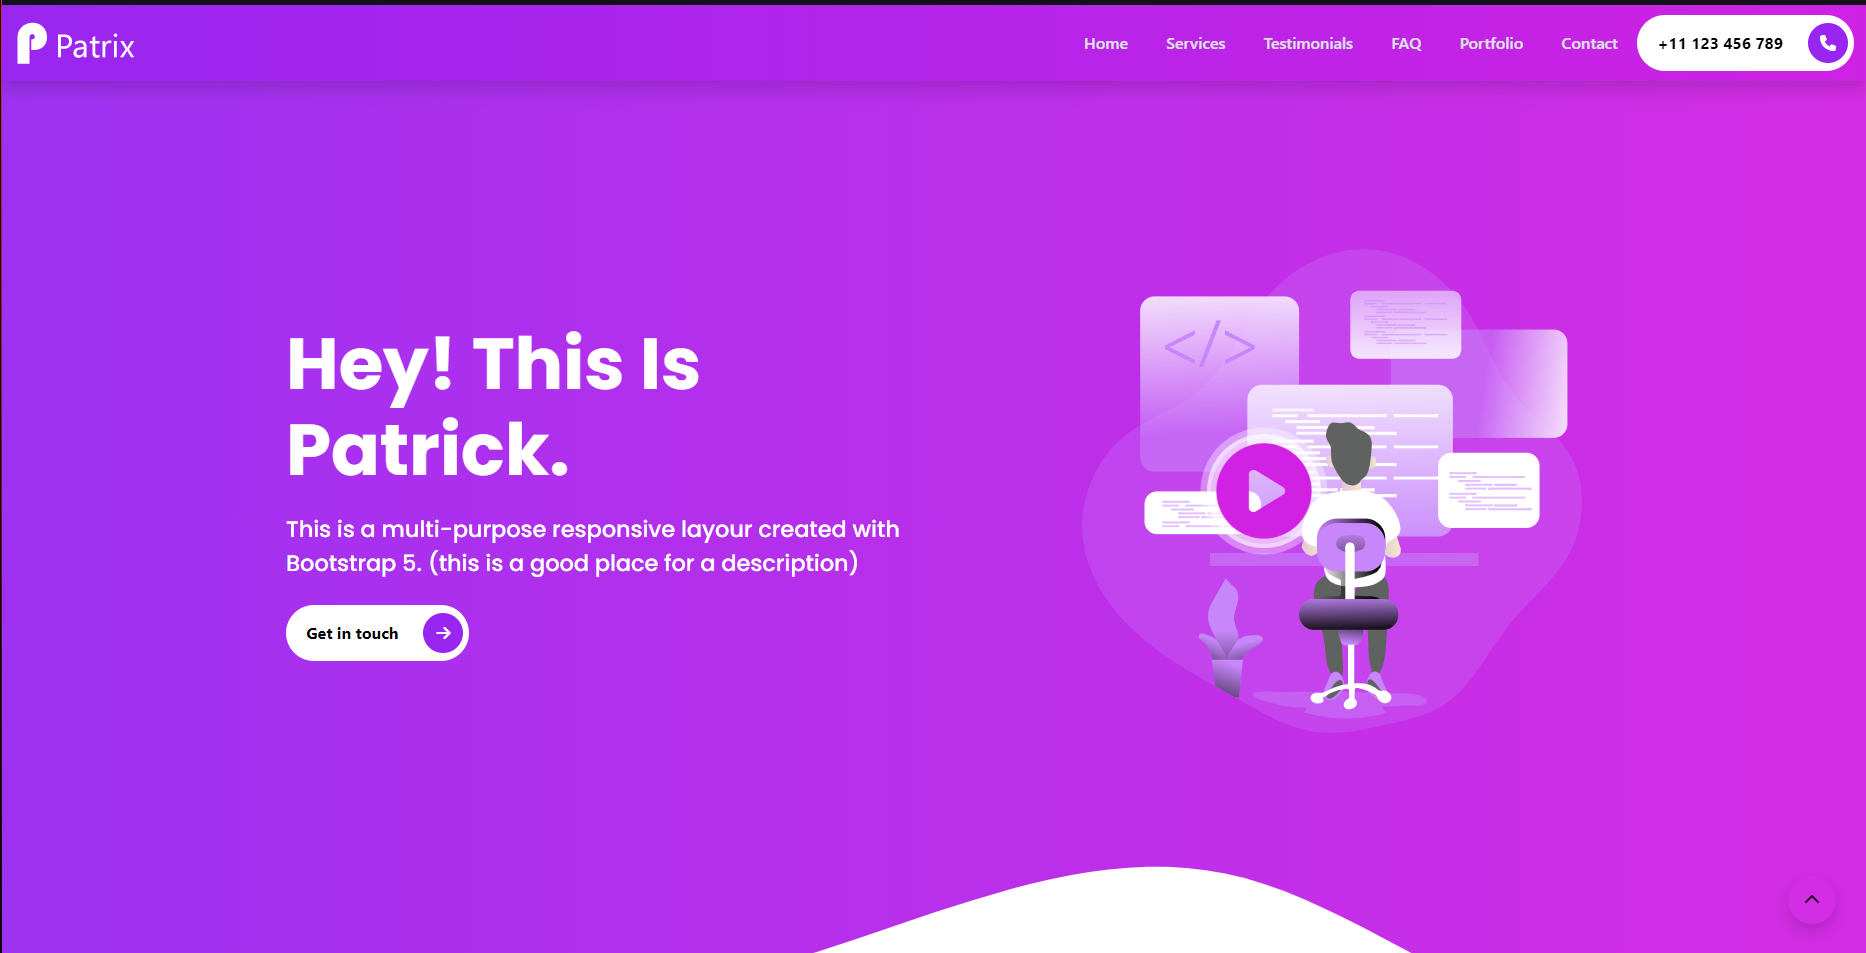 Patrix
Home Services Testimonials FAQ Portfolio Contact +11 123 456 789
Hey! This Is
Patrick.
This is a multi-purpose responsive layour created with
Bootstrap 5. (this is a good place for a description)
Get in touch
</>